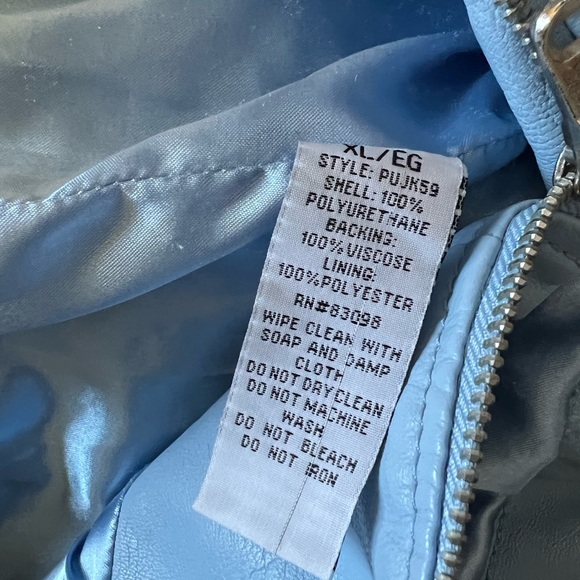 XL/EG
STYLE: PUJK59
SHELL: 100%
POLYURETHANE
BACKING:
100%VISCOSE
LINING:
100%POLYESTER
RN#83098
WIPE CLEAN WITH
SOAP AND DAMP
CLOTH
DO NOT DRY CLEAN
DO NOT MACHINE
WASH
DO NOT BLEACH
DO NOT IRON